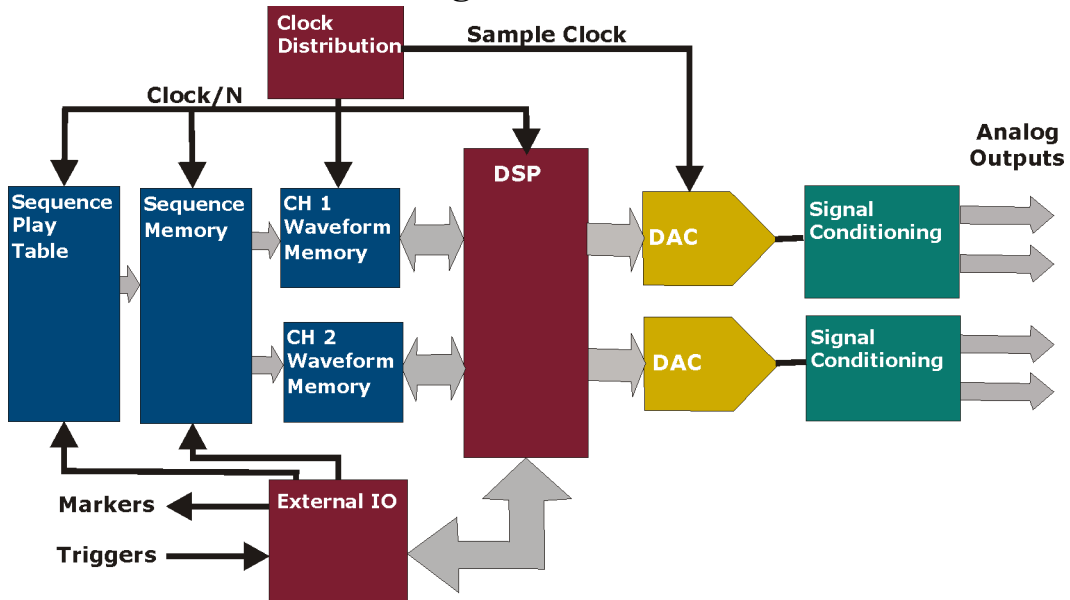 Clock
Distribution
Sample Clock
Clock/N
Analog
Outputs
Sequence
Play
Table
Sequence
Memory
CH 1
Waveform
Memory
DSP
DAC
Signal
Conditioning
CH 2
Waveform
Memory
DAC
Signal
Conditioning
Markers
External IO
Triggers